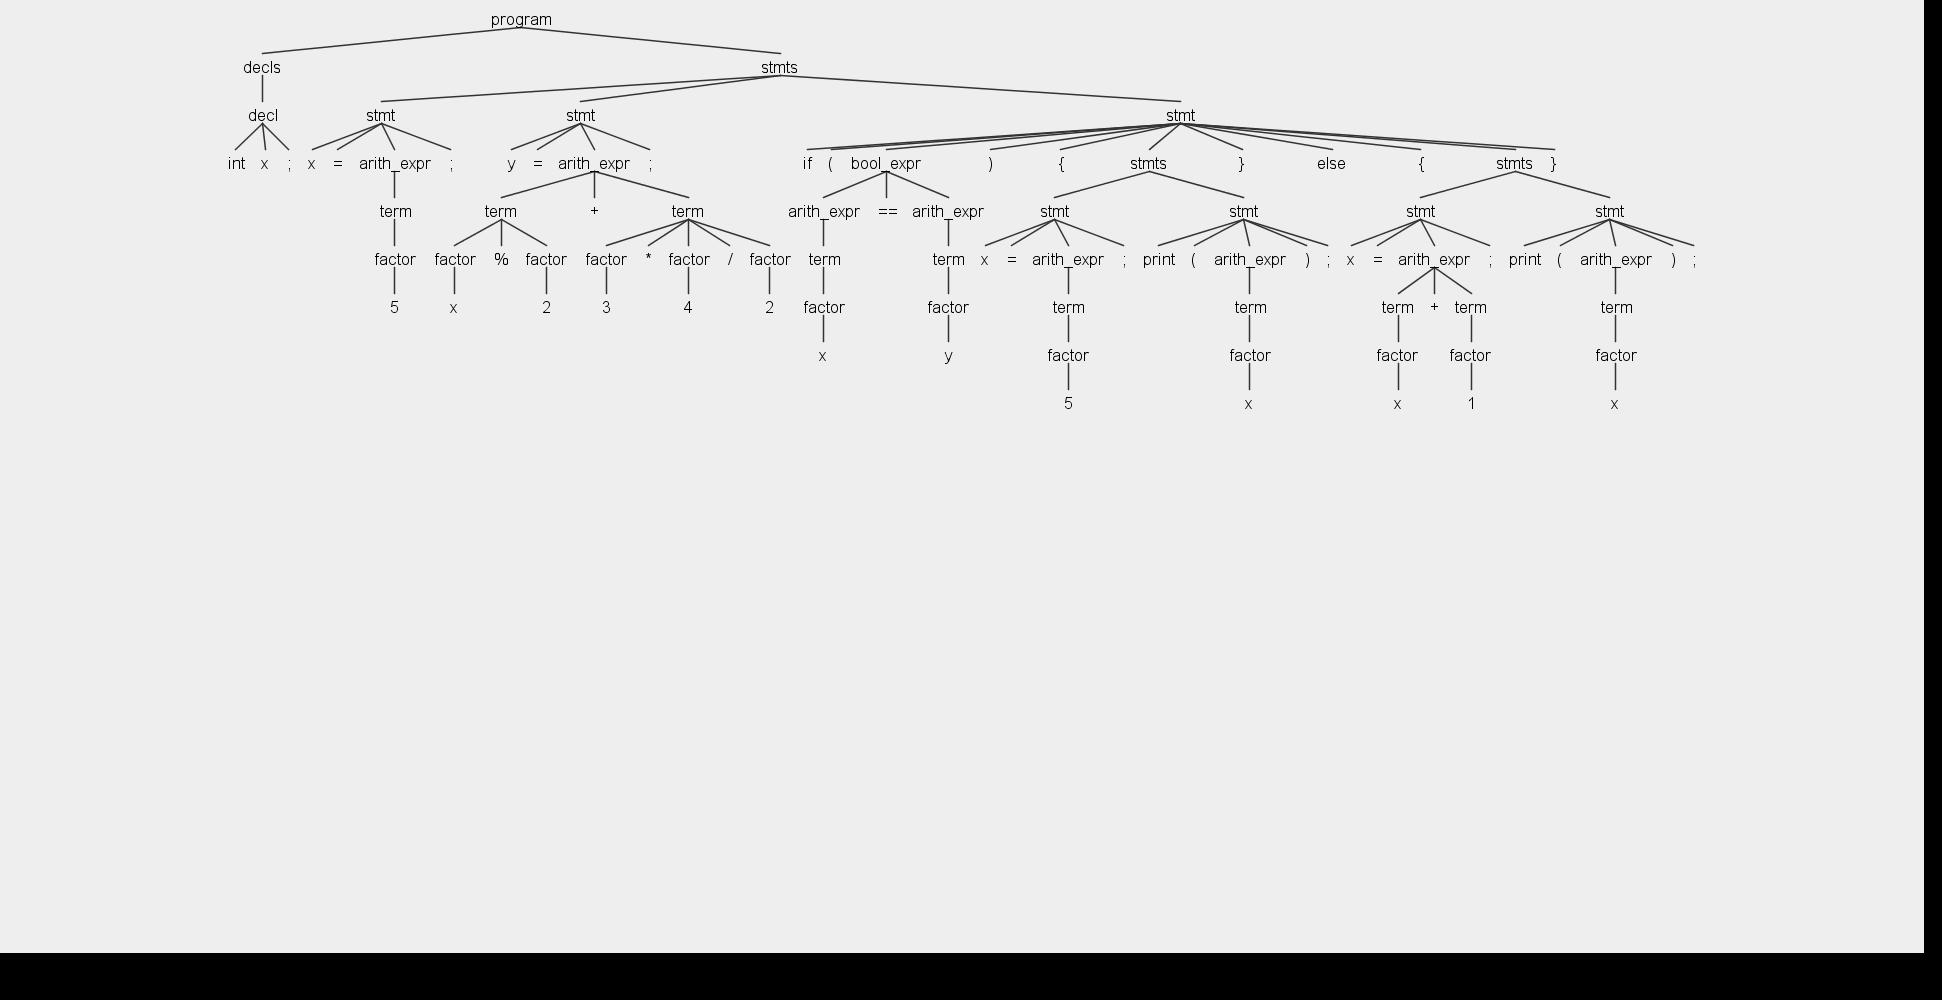 program
decls stmts
decl stmt stmt stmt
int x ; x = arith_expr ; y = arith_expr ; if ( bool_expr ) { stmts } else { stmts }
term term + term arith_expr == arith_expr stmt stmt stmt stmt
factor factor % factor factor * factor / factor term term x = arith_expr ; print ( arith_expr ) ; x = arith_expr ; print ( arith_expr ) ;
5 x 2 3 4 2 factor factor term term term + term term
x y factor factor factor factor factor
5 x x 1 x